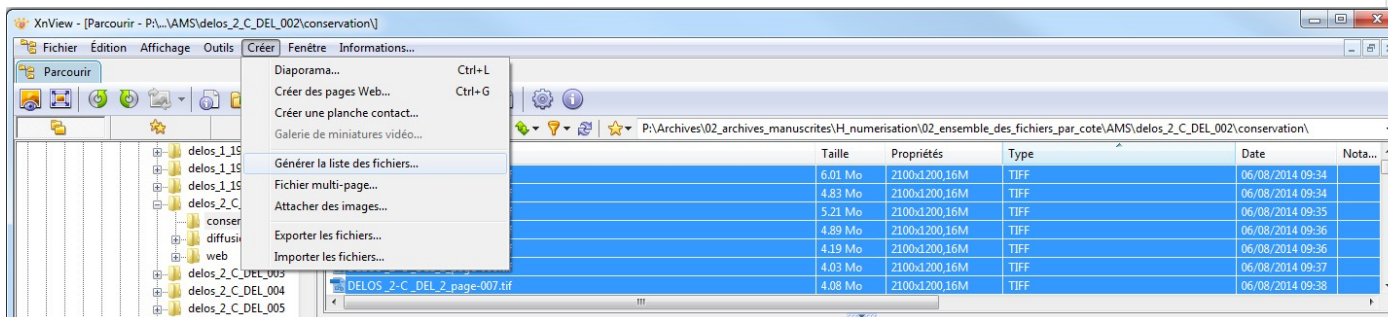 XnView - [Parcourir - P:\...\AMS\delos_2_C_DEL_002\conservation\]
Fichier Édition Affichage Outils Créer Fenêtre Informations...
Parcourir
Diaporama... Ctrl+L
Créer des pages Web... Ctrl+G
Créer une planche contact...
Galerie de miniatures vidéo...
Générer la liste des fichiers...
Fichier multi-page...
Attacher des images...
Exporter les fichiers...
Importer les fichiers...
P:\Archives\02_archives_manuscrites\H_numerisation\02_ensemble_des_fichiers_par_cote\AMS\delos_2_C_DEL_002\conservation\
delos_1_19
delos_1_19
delos_1_19
delos_2_C_
conser
diffusi
web
delos_2_C_DEL_003
delos_2_C_DEL_004
delos_2_C_DEL_005
Taille Propriétés Type Date Nota...
6.01 Mo 2100x1200,16M TIFF 06/08/2014 09:34
4.83 Mo 2100x1200,16M TIFF 06/08/2014 09:34
5.21 Mo 2100x1200,16M TIFF 06/08/2014 09:35
4.89 Mo 2100x1200,16M TIFF 06/08/2014 09:36
4.19 Mo 2100x1200,16M TIFF 06/08/2014 09:36
4.03 Mo 2100x1200,16M TIFF 06/08/2014 09:37
DELOS_2-C_DEL_2_page-007.tif 4.08 Mo 2100x1200,16M TIFF 06/08/2014 09:38